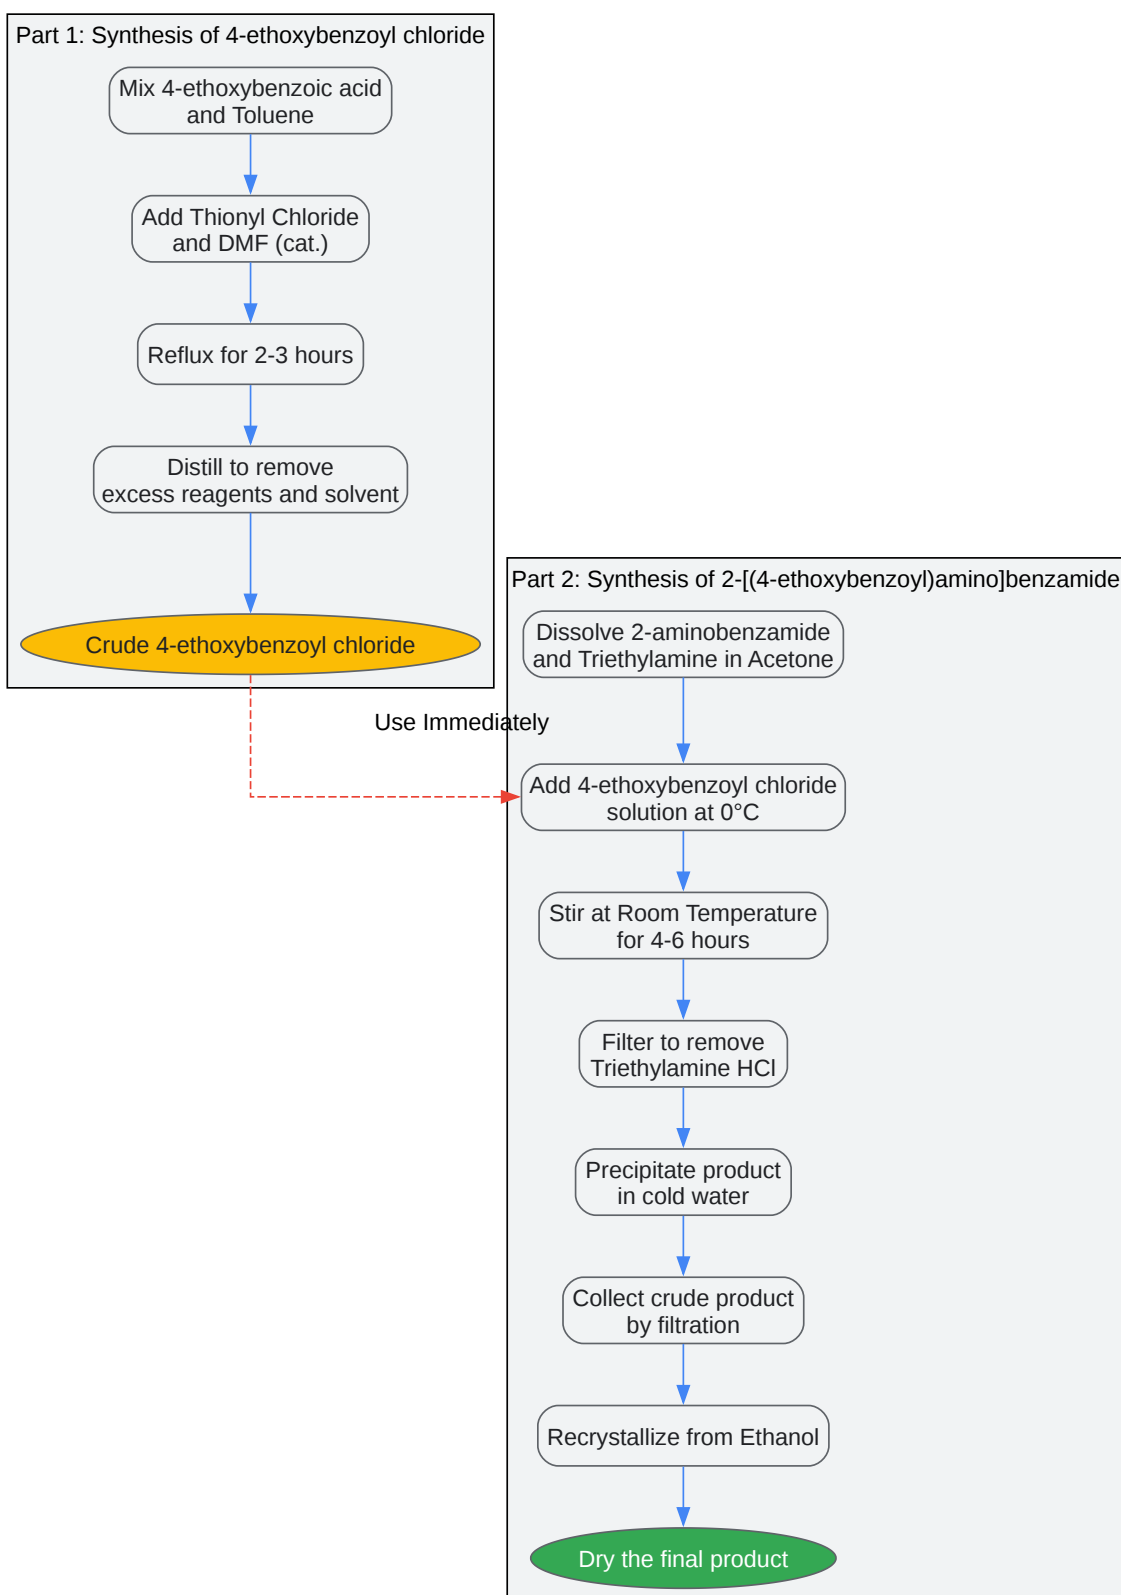 Part 1: Synthesis of 4-ethoxybenzoyl chloride
Mix 4-ethoxybenzoic acid
and Toluene
Add Thionyl Chloride
and DMF (cat.)
Reflux for 2-3 hours
Distill to remove
excess reagents and solvent
Crude 4-ethoxybenzoyl chloride
Use Immediately
Part 2: Synthesis of 2-[(4-ethoxybenzoyl)amino]benzamide
Dissolve 2-aminobenzamide
and Triethylamine in Acetone
Add 4-ethoxybenzoyl chloride
solution at 0°C
Stir at Room Temperature
for 4-6 hours
Filter to remove
Triethylamine HCl
Precipitate product
in cold water
Collect crude product
by filtration
Recrystallize from Ethanol
Dry the final product